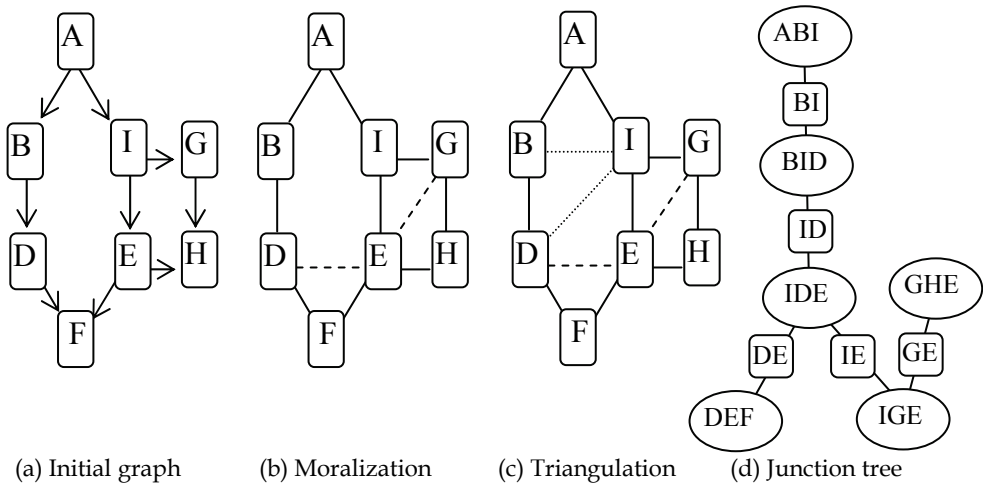 A
B
I
G
D
E
H
F
(a) Initial graph
A
B
I
G
D
E
H
F
(b) Moralization
A
B
I
G
D
E
H
F
(c) Triangulation
ABI
BI
BID
ID
IDE
GHE
DE
IE
GE
DEF
IGE
(d) Junction tree